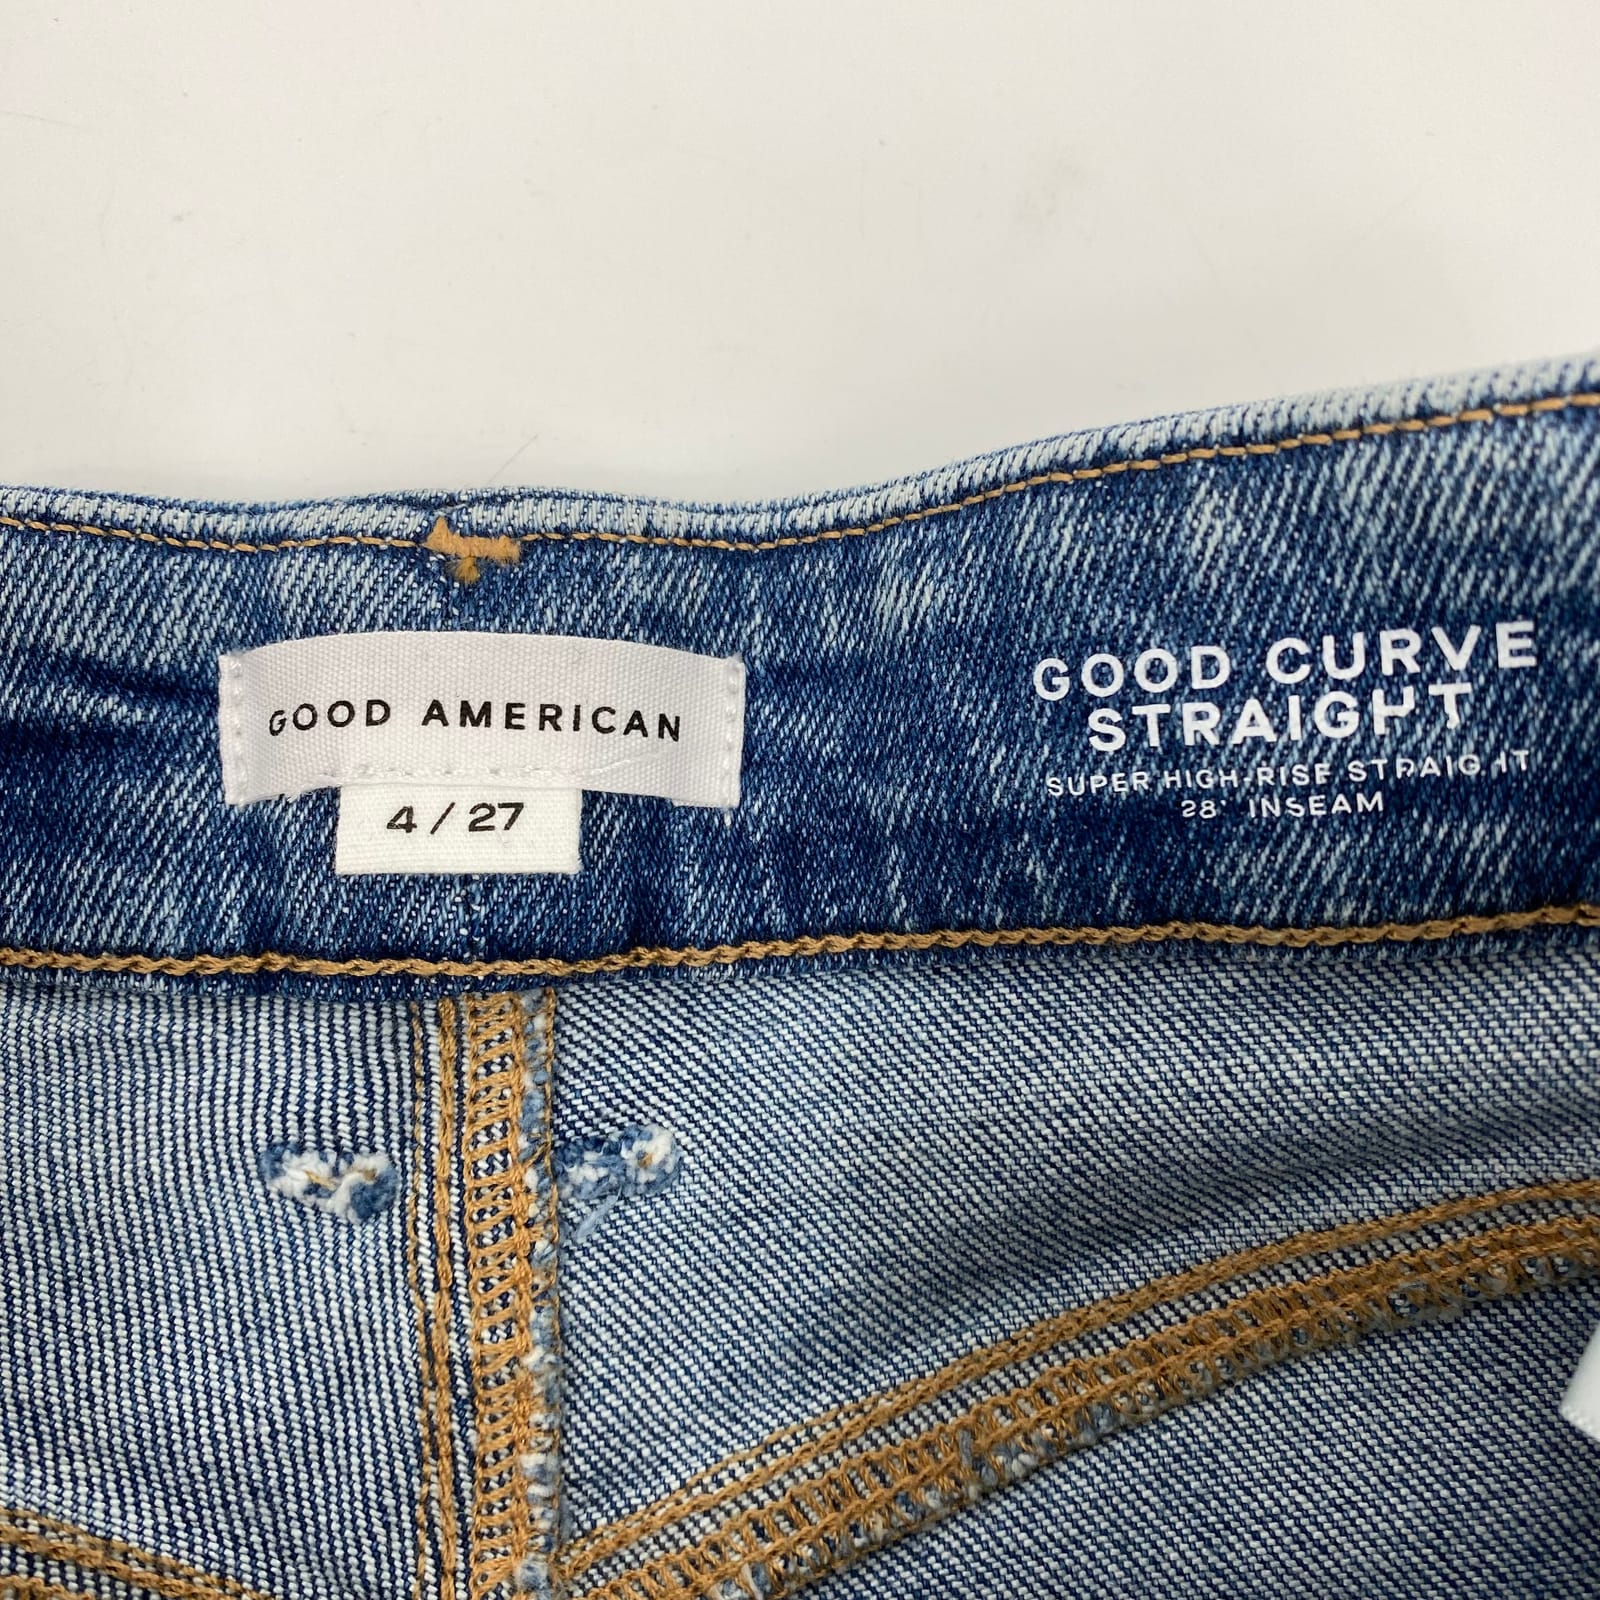 GOOD AMERICAN
4 / 27
GOOD CURVE
STRAIGHT
SUPER HIGH-RISE STRAIGHT
28" INSEAM